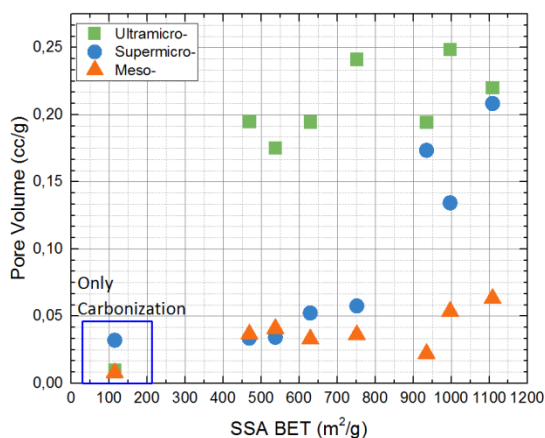 Ultramicro-
Supermicro-
Meso-
0,25
0,20
0,15
0,10
0,05
0,00
Pore Volume (cc/g)
Only
Carbonization
0 100 200 300 400 500 600 700 800 900 1000 1100 1200
SSA BET (m²/g)